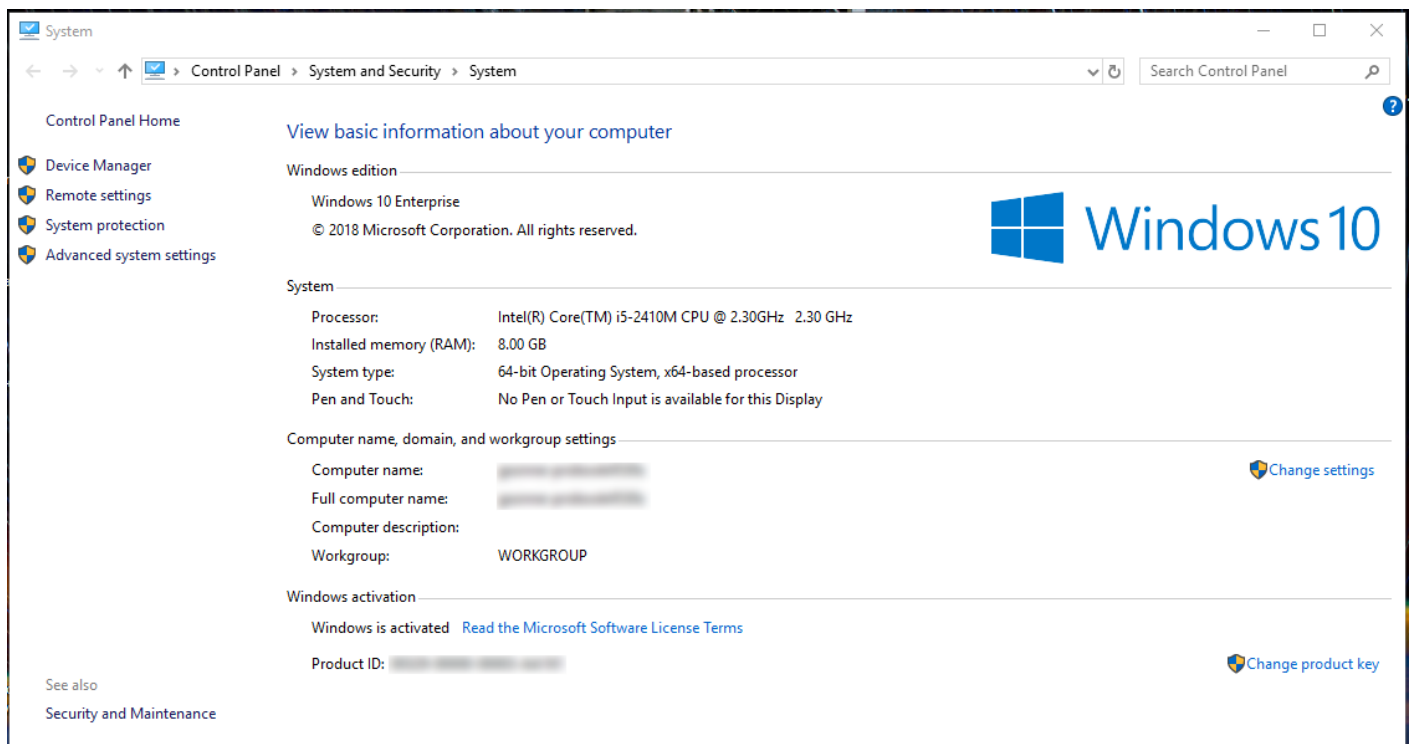 System
Control Panel > System and Security > System
Search Control Panel
?
Control Panel Home
Device Manager
Remote settings
System protection
Advanced system settings
View basic information about your computer
Windows edition
Windows 10 Enterprise
© 2018 Microsoft Corporation. All rights reserved.
Windows 10
System
Processor: Intel(R) Core(TM) i5-2410M CPU @ 2.30GHz 2.30 GHz
Installed memory (RAM): 8.00 GB
System type: 64-bit Operating System, x64-based processor
Pen and Touch: No Pen or Touch Input is available for this Display
Computer name, domain, and workgroup settings
Computer name:
Change settings
Full computer name:
Computer description:
Workgroup: WORKGROUP
Windows activation
Windows is activated Read the Microsoft Software License Terms
Product ID:
Change product key
See also
Security and Maintenance